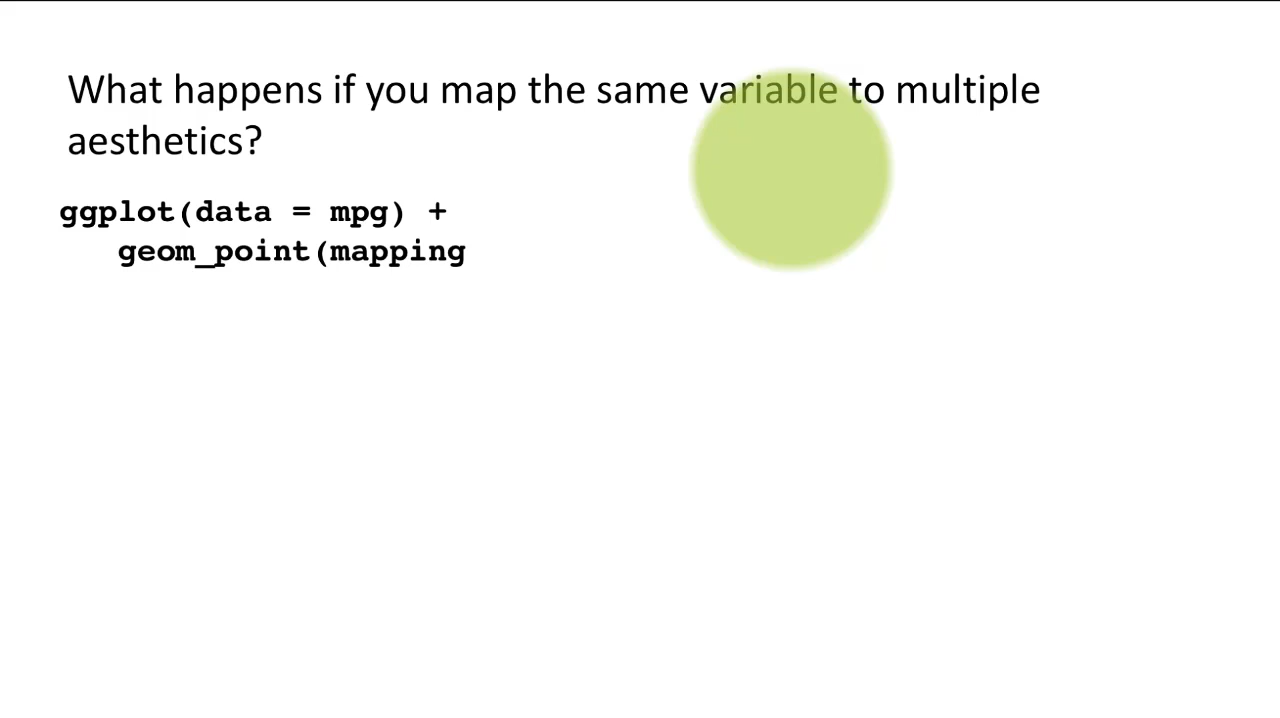 What happens if you map the same variable to multiple
aesthetics?
ggplot(data = mpg) +
geom_point(mapping